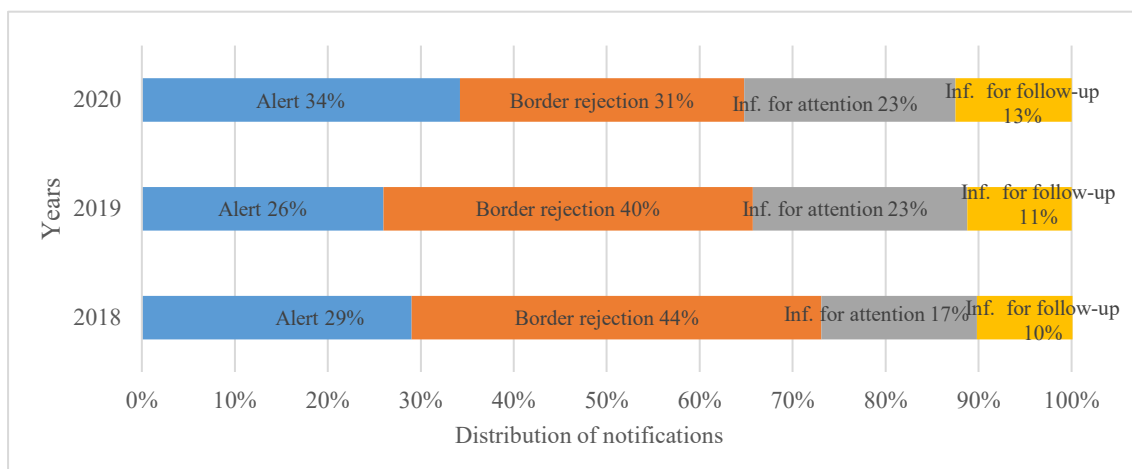 2020
Alert 34%
Border rejection 31%
Inf. for attention 23%
Inf. for follow-up
13%
2019
Alert 26%
Border rejection 40%
Inf. for attention 23%
Inf. for follow-up
11%
2018
Alert 29%
Border rejection 44%
Inf. for attention 17%
Inf. for follow-up
10%
Years
0% 10% 20% 30% 40% 50% 60% 70% 80% 90% 100%
Distribution of notifications